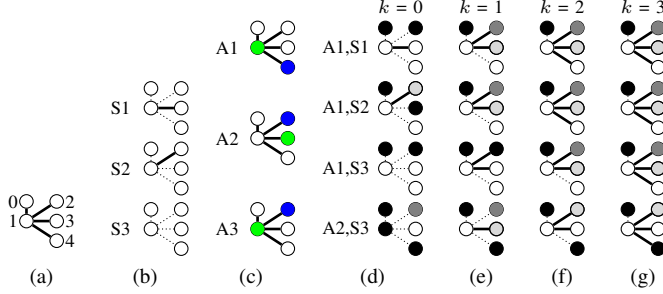 k = 0 k = 1 k = 2 k = 3
A1 A1,S1
S1 A1,S2
A2
S2 A1,S3
0 2
1 3
4
S3 A3 A2,S3
(a) (b) (c) (d) (e) (f) (g)